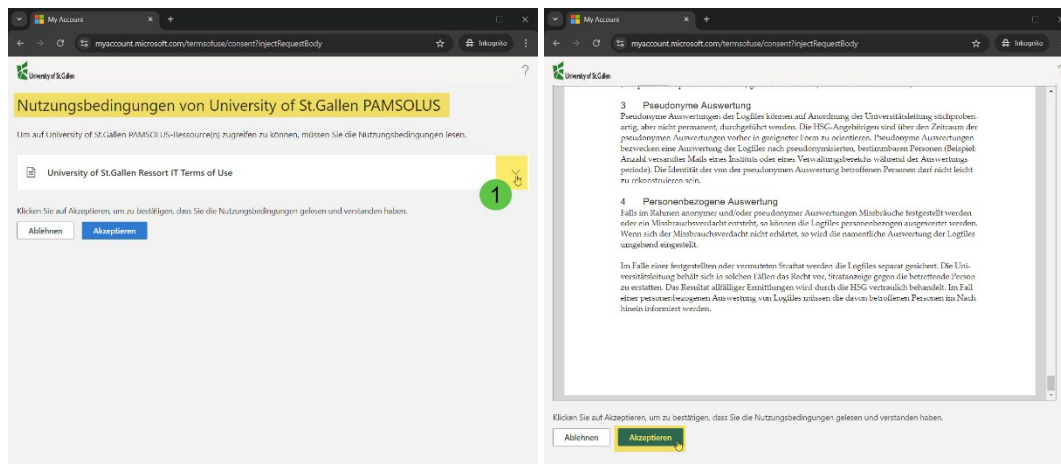 My Account
myaccount.microsoft.com/termsofuse/consent?injectRequestBody
Inkognito
University of St.Gallen
Nutzungsbedingungen von University of St.Gallen PAMSOLUS
Um auf University of St.Gallen PAMSOLUS-Ressource(n) zugreifen zu können, müssen Sie die Nutzungsbedingungen lesen.
University of St.Gallen Ressort IT Terms of Use
1
Klicken Sie auf Akzeptieren, um zu bestätigen, dass Sie die Nutzungsbedingungen gelesen und verstanden haben.
Ablehnen Akzeptieren
My Account
myaccount.microsoft.com/termsofuse/consent?injectRequestBody
Inkognito
University of St.Gallen
3 Pseudonyme Auswertung
Pseudonyme Auswertungen der Logfiles können auf Anordnung der Universitätsleitung stichproben-
artig, aber nicht permanent, durchgeführt werden. Die HSG-Angehörigen sind über den Zeitraum der
pseudonymen Auswertungen vorher in geeigneter Form zu orientieren. Pseudonyme Auswertungen
bezwecken eine Auswertung der Logfiles nach pseudonymisierten, bestimmbaren Personen (Beispiel:
Anzahl versandter Mails eines Instituts oder eines Verwaltungsbereichs während der Auswertungs-
periode). Die Identität der von der pseudonymen Auswertung betroffenen Personen darf nicht leicht
zu rekonstruieren sein.
4 Personenbezogene Auswertung
Falls im Rahmen anonymer und/oder pseudonymer Auswertungen Missbräuche festgestellt werden
oder ein Missbrauchsverdacht entsteht, so können die Logfiles personenbezogen ausgewertet werden.
Wenn sich der Missbrauchsverdacht nicht erhärtet, so wird die namentliche Auswertung der Logfiles
umgehend eingestellt.
Im Falle einer festgestellten oder vermuteten Straftat werden die Logfiles separat gesichert. Die Uni-
versitätsleitung behält sich in solchen Fällen das Recht vor, Strafanzeige gegen die betreffende Person
zu erstatten. Das Resultat allfälliger Ermittlungen wird durch die HSG vertraulich behandelt. Im Fall
einer personenbezogenen Auswertung von Logfiles müssen die davon betroffenen Personen im Nach
hinein informiert werden.
Klicken Sie auf Akzeptieren, um zu bestätigen, dass Sie die Nutzungsbedingungen gelesen und verstanden haben.
Ablehnen Akzeptieren